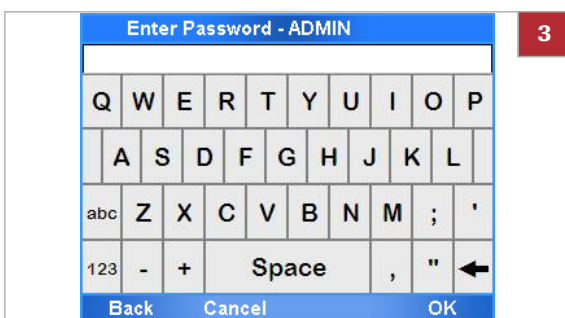 Enter Password - ADMIN
3
Q W E R T Y U I O P
A S D F G H J K L
abc Z X C V B N M ; '
123 - + Space , " ←
Back Cancel OK